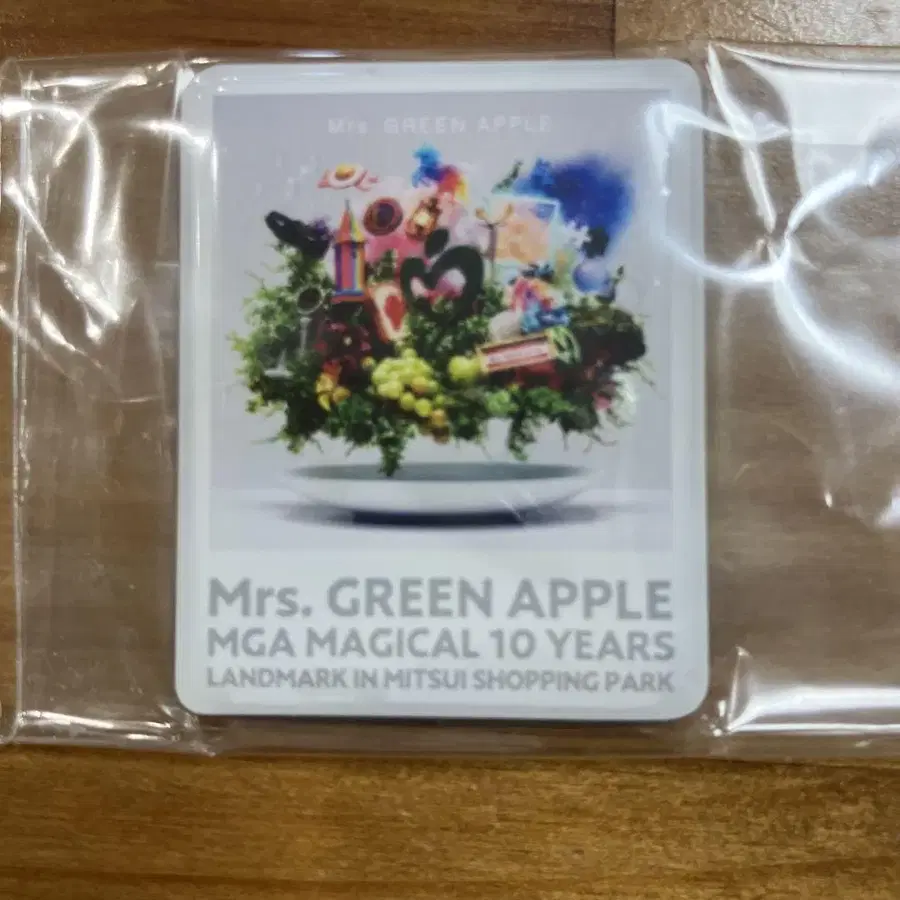 Mrs. GREEN APPLE
Mrs. GREEN APPLE
MGA MAGICAL 10 YEARS
LANDMARK IN MITSUI SHOPPING PARK